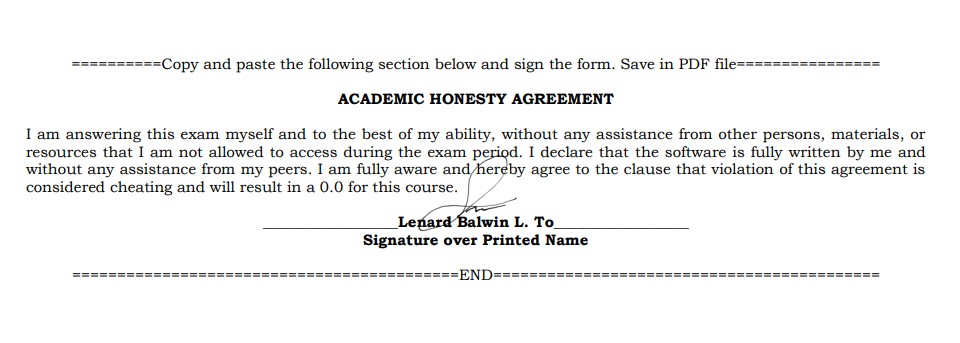 ==========Copy and paste the following section below and sign the form. Save in PDF file================
ACADEMIC HONESTY AGREEMENT
I am answering this exam myself and to the best of my ability, without any assistance from other persons, materials, or
resources that I am not allowed to access during the exam period. I declare that the software is fully written by me and
without any assistance from my peers. I am fully aware and hereby agree to the clause that violation of this agreement is
considered cheating and will result in a 0.0 for this course.
__________________Lenard Balwin L. To__________________
Signature over Printed Name
===========================================END===========================================